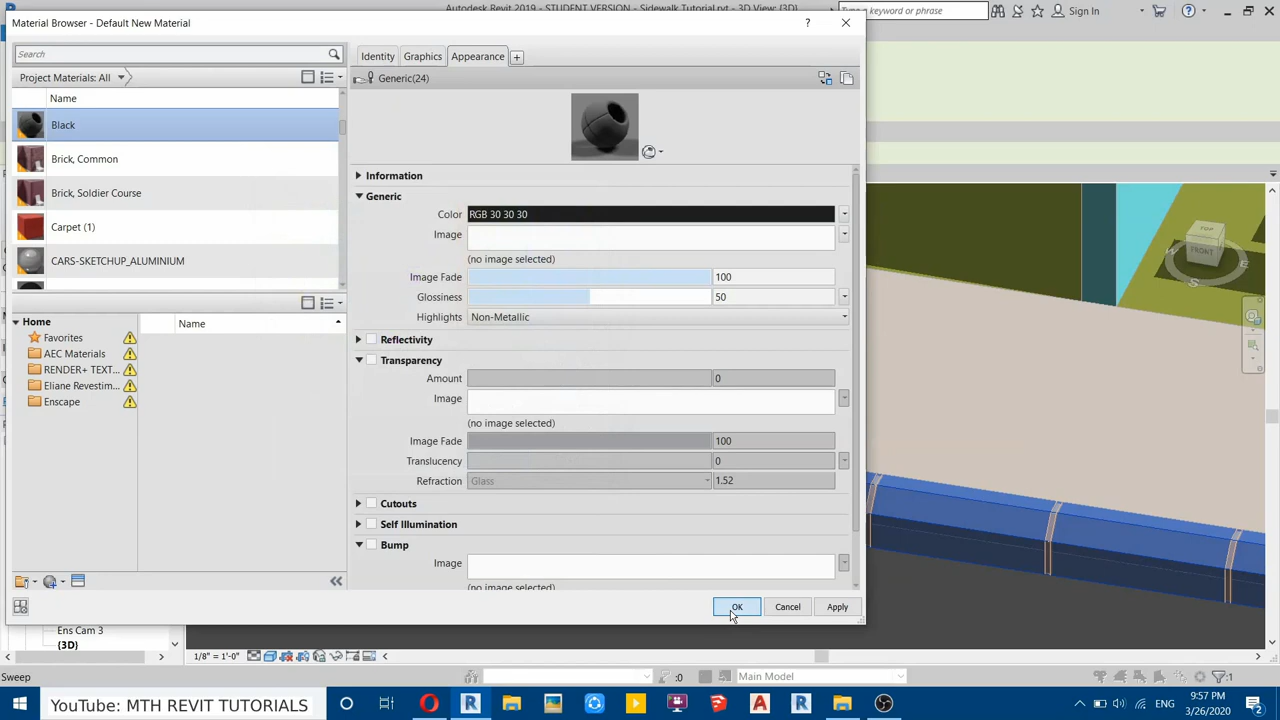 Autodesk Revit 2019 - STUDENT VERSION - Sidewalk Tutorial.rvt - 3D View: {3D}
Type a keyword or phrase
Sign In
Material Browser - Default New Material
?
Search
Identity
Graphics
Appearance
Project Materials: All
Generic(24)
Name
Black
Brick, Common
Brick, Soldier Course
Carpet (1)
CARS-SKETCHUP_ALUMINIUM
Information
Generic
Color
RGB 30 30 30
Image
(no image selected)
Image Fade
100
Glossiness
50
Highlights
Non-Metallic
Reflectivity
Transparency
Amount
0
Image
(no image selected)
Image Fade
100
Translucency
0
Refraction
Glass
1.52
Cutouts
Self Illumination
Bump
Image
(no image selected)
Home
Name
Favorites
AEC Materials
RENDER+ TEXT...
Eliane Revestim...
Enscape
OK
Cancel
Apply
TOP
FRONT
W
E
S
Ens Cam 3
{3D}
1/8" = 1'-0"
Sweep
:0
Main Model
:1
YouTube: MTH REVIT TUTORIALS
ENG
9:57 PM
3/26/2020
2